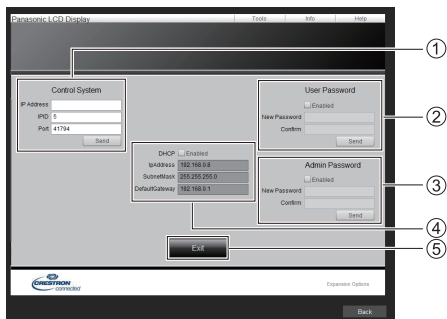 Panasonic LCD Display
Tools Info Help
①
Control System
IP Address
IPID 5
Port 41794
Send
User Password
Enabled
New Password
Confirm
Send
②
DHCP Enabled
IpAddress 192.168.0.8
SubnetMask 255.255.255.0
DefaultGateway 192.168.0.1
Admin Password
Enabled
New Password
Confirm
Send
③
④
Exit
⑤
CRESTRON
connected
Expansion Options
Back